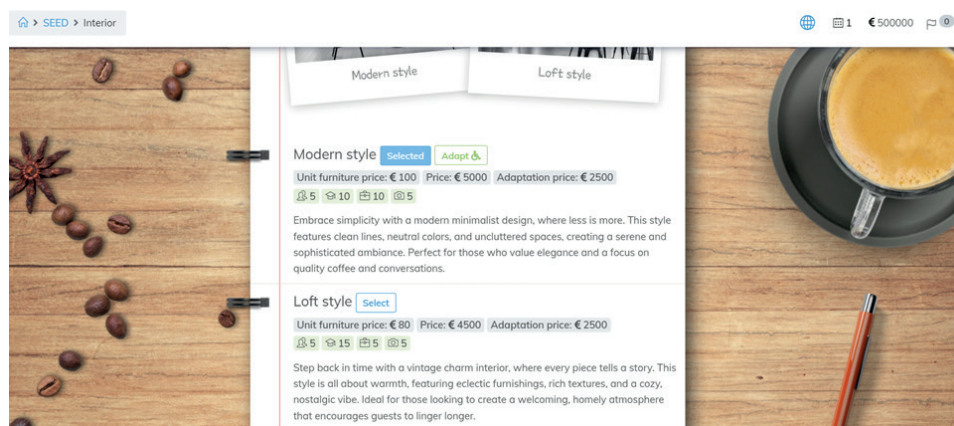 SEED > Interior
1 €500000 0
Modern style
Loft style
Modern style Selected Adapt
Unit furniture price: € 100 Price: € 5000 Adaptation price: € 2500
5 10 10 5
Embrace simplicity with a modern minimalist design, where less is more. This style
features clean lines, neutral colors, and uncluttered spaces, creating a serene and
sophisticated ambiance. Perfect for those who value elegance and a focus on
quality coffee and conversations.
Loft style Select
Unit furniture price: € 80 Price: € 4500 Adaptation price: € 2500
5 15 5 5
Step back in time with a vintage charm interior, where every piece tells a story. This
style is all about warmth, featuring eclectic furnishings, rich textures, and a cozy,
nostalgic vibe. Ideal for those looking to create a welcoming, homely atmosphere
that encourages guests to linger longer.